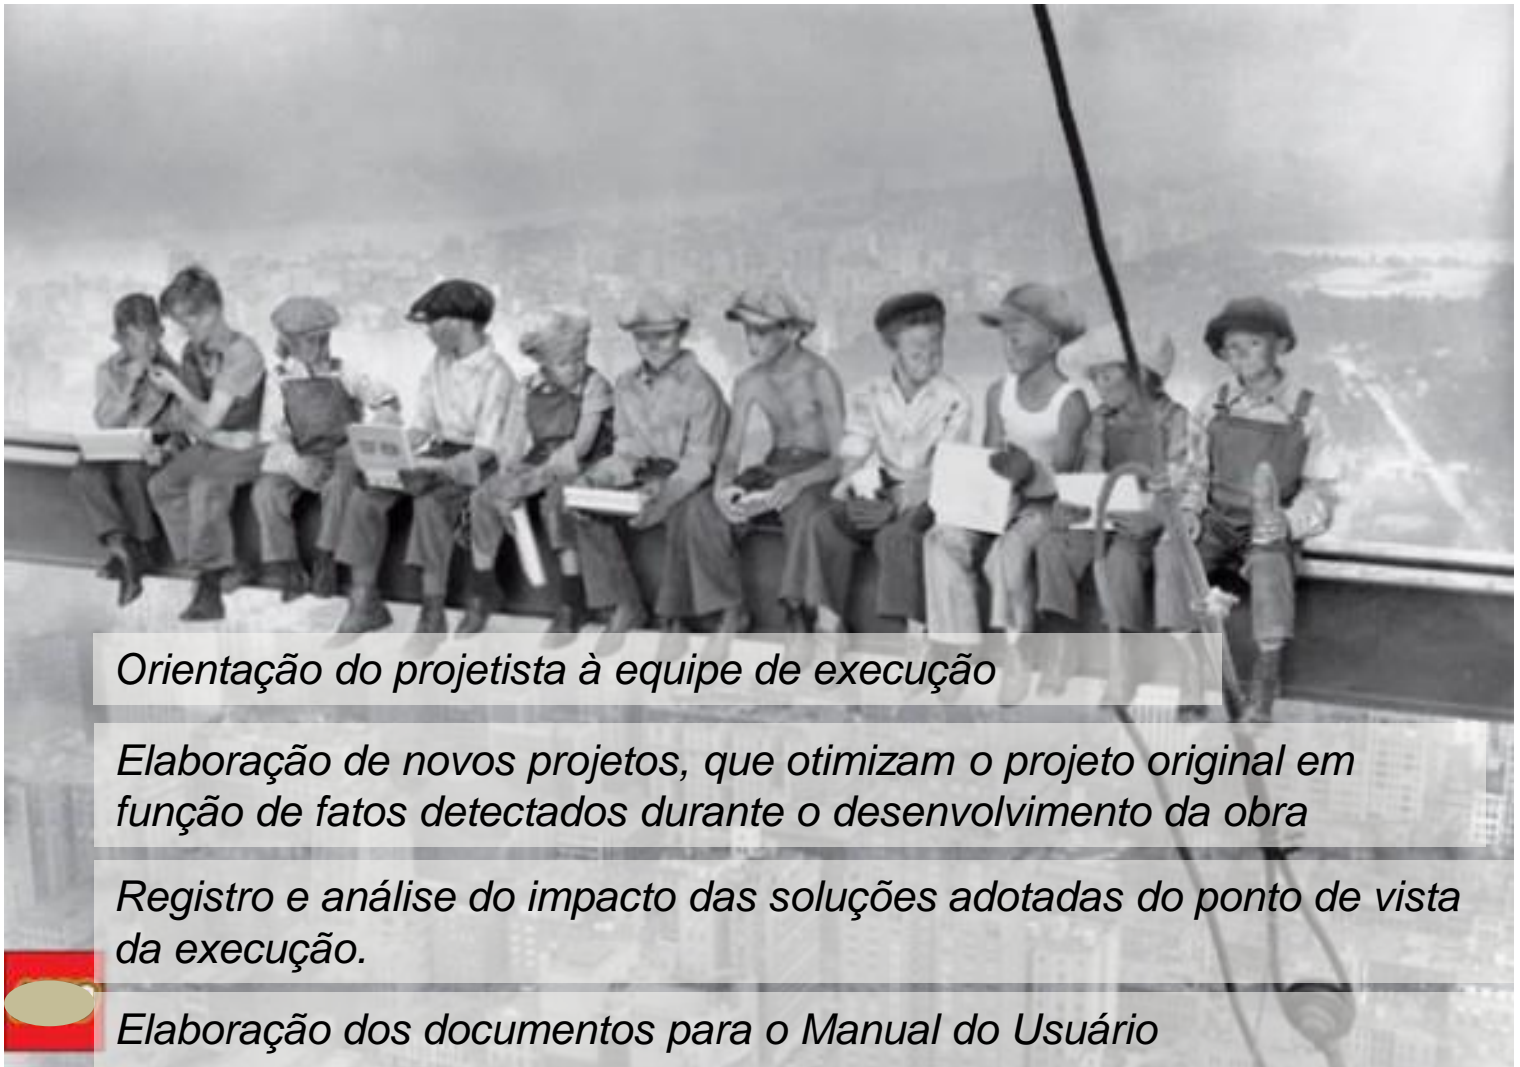 Orientação do projetista à equipe de execução
Elaboração de novos projetos, que otimizam o projeto original em
função de fatos detectados durante o desenvolvimento da obra
Registro e análise do impacto das soluções adotadas do ponto de vista
da execução.
Elaboração dos documentos para o Manual do Usuário